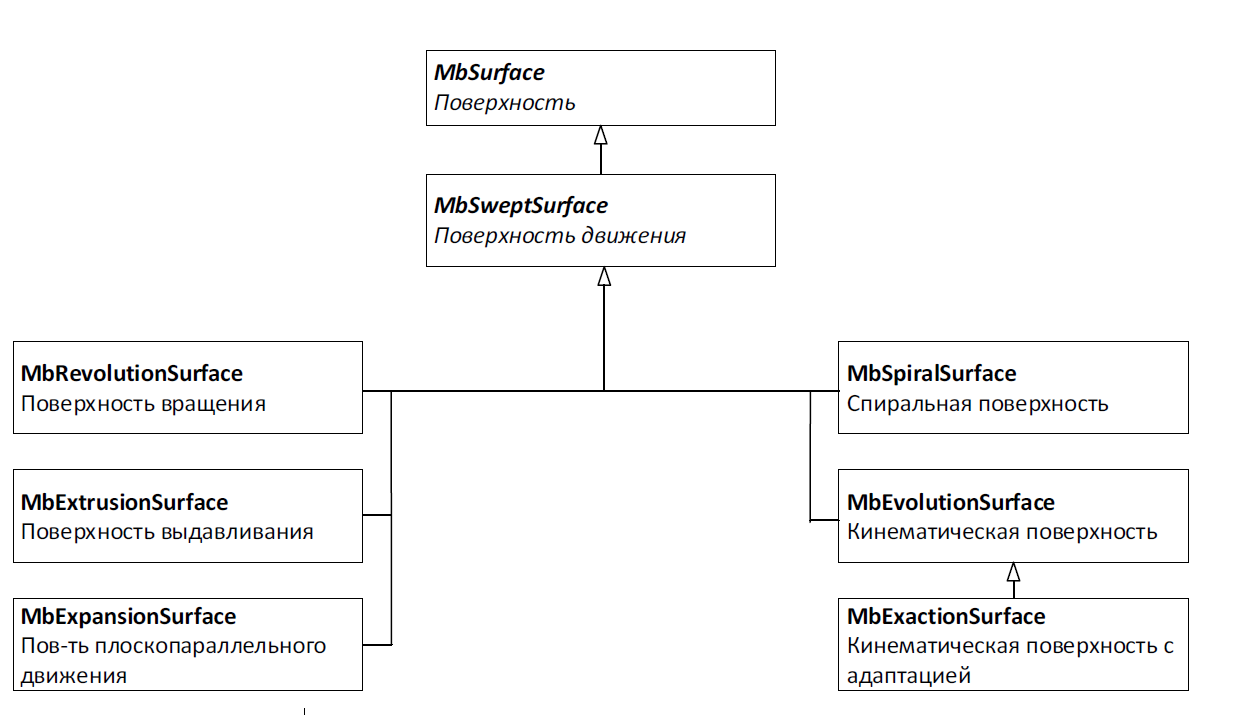 MbSurface
Поверхность
MbSweptSurface
Поверхность движения
MbRevolutionSurface
Поверхность вращения
MbSpiralSurface
Спиральная поверхность
MbExtrusionSurface
Поверхность выдавливания
MbEvolutionSurface
Кинематическая поверхность
MbExpansionSurface
Пов-ть плоскопараллельного
движения
MbExactionSurface
Кинематическая поверхность с
адаптацией